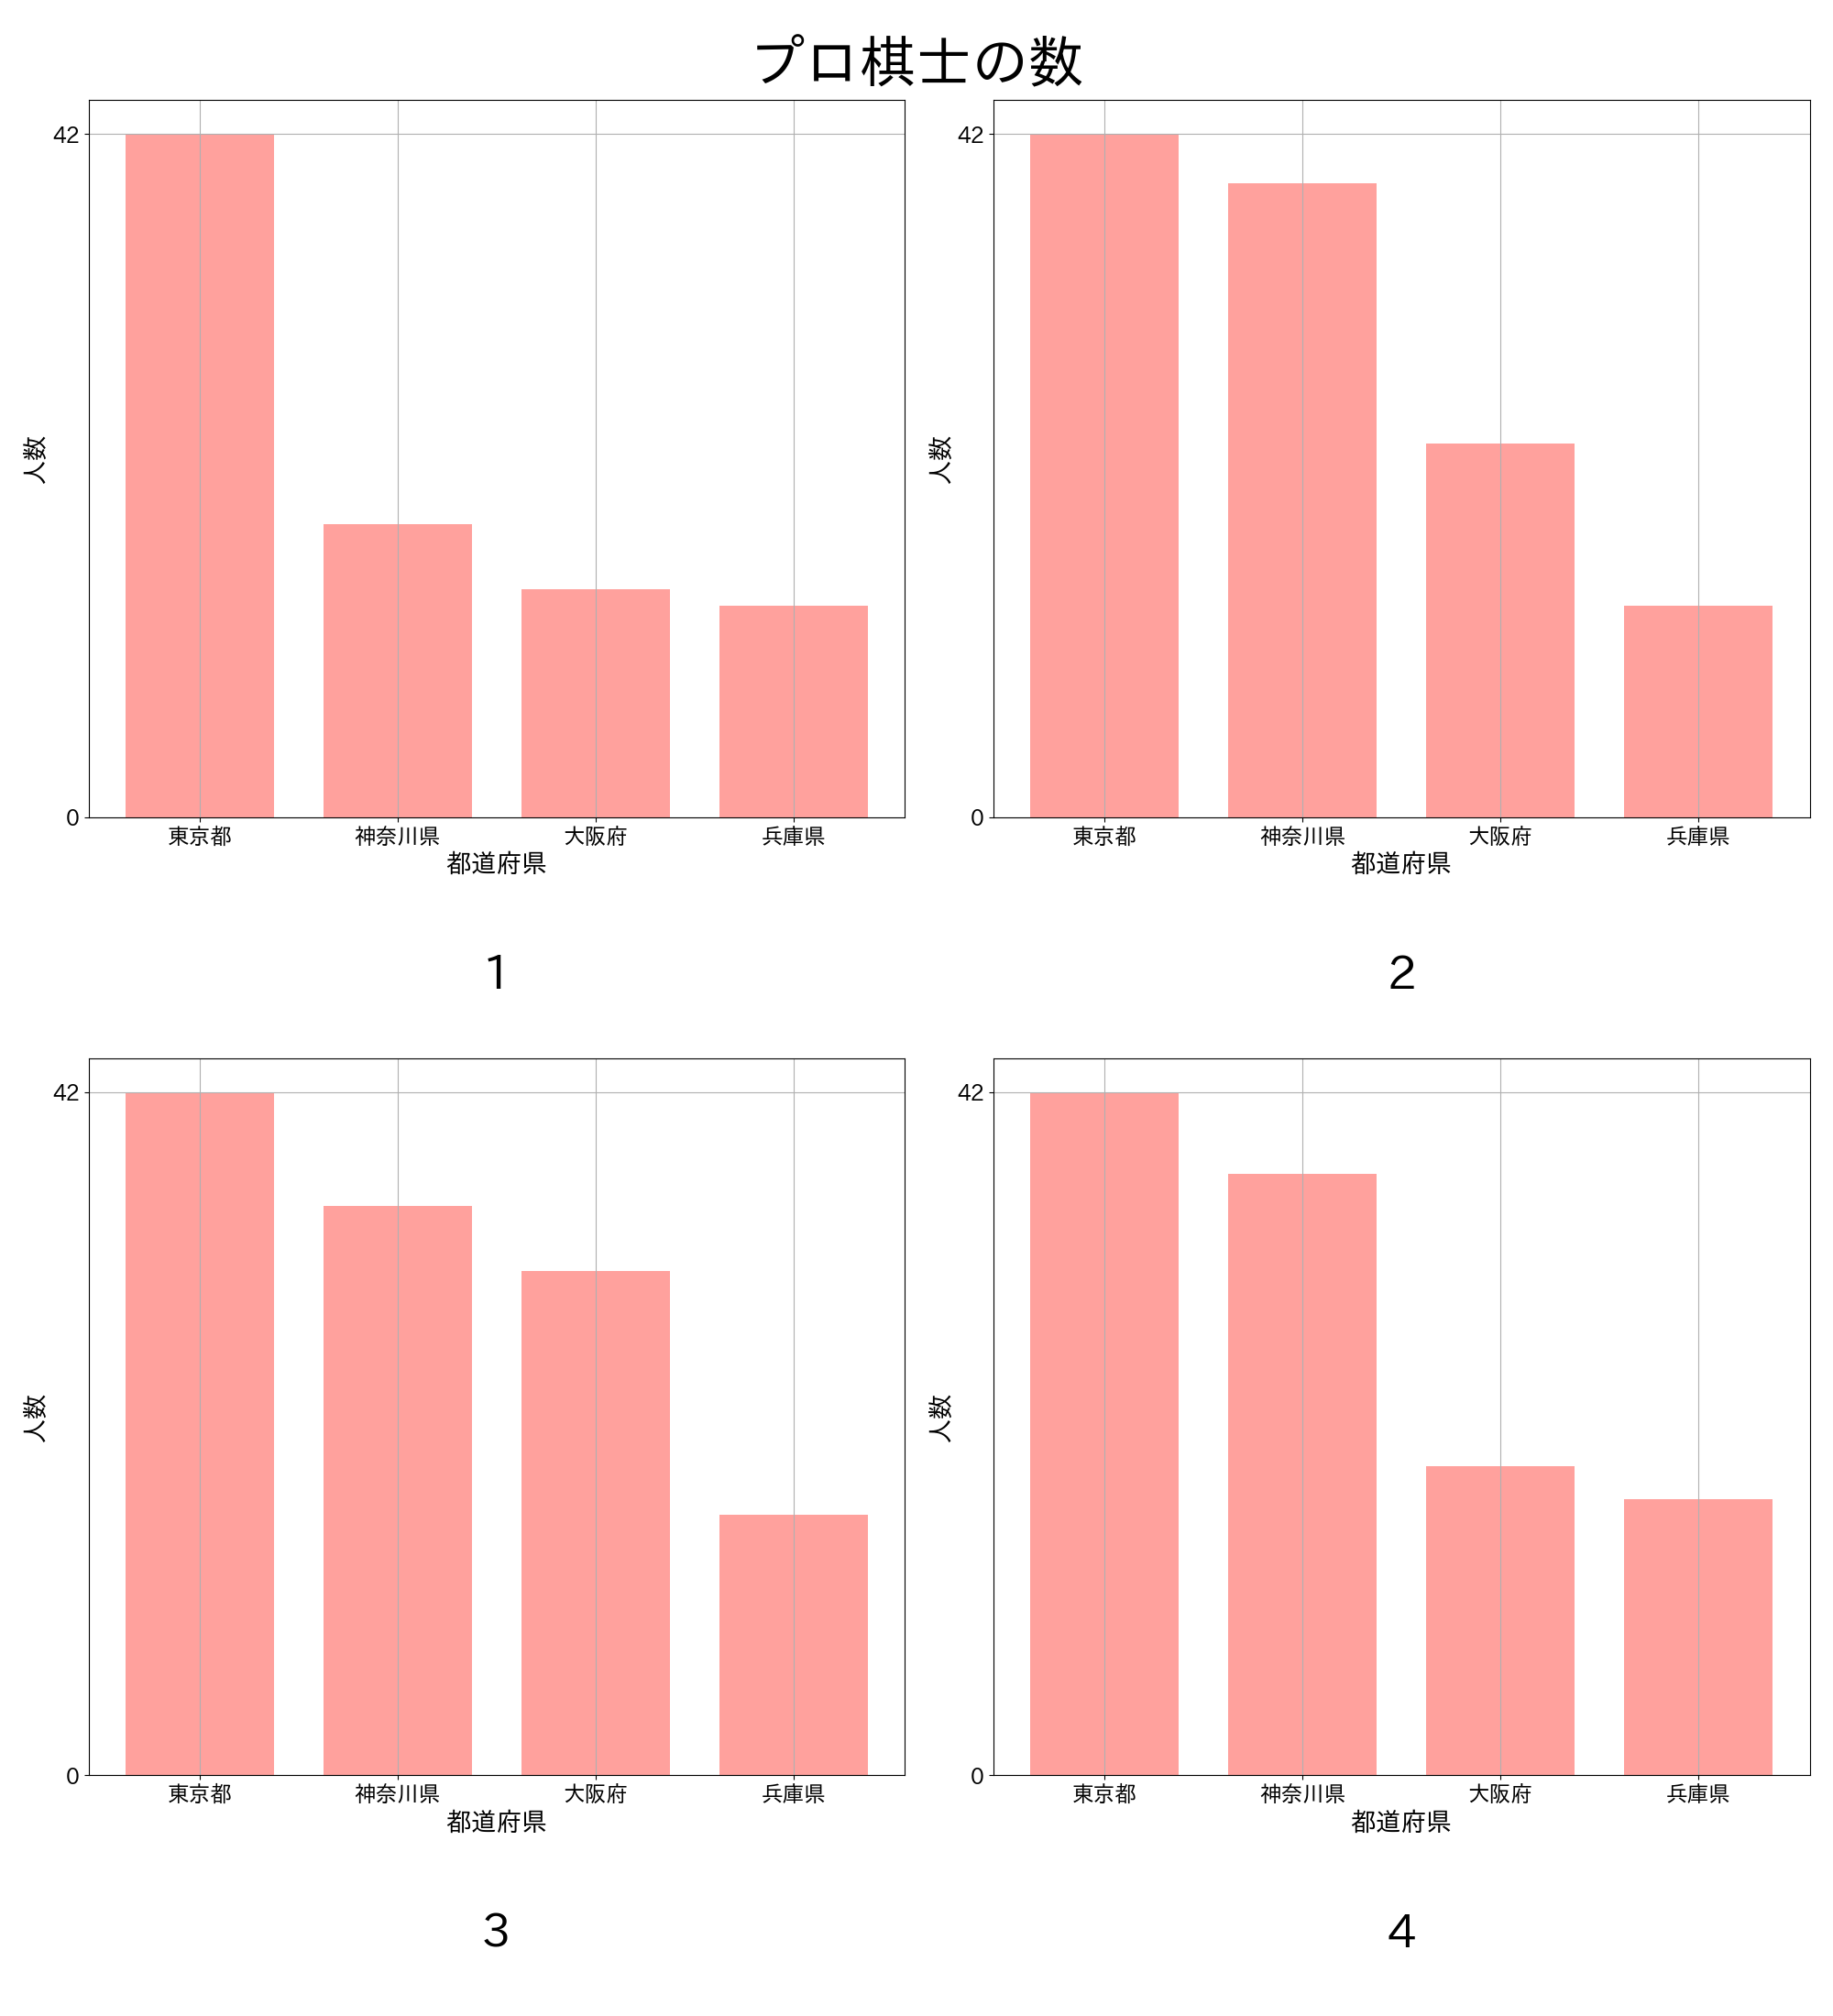 プロ棋士の数
42
人数
0
東京都 神奈川県 大阪府 兵庫県
都道府県
1
42
人数
0
東京都 神奈川県 大阪府 兵庫県
都道府県
2
42
人数
0
東京都 神奈川県 大阪府 兵庫県
都道府県
3
42
人数
0
東京都 神奈川県 大阪府 兵庫県
都道府県
4